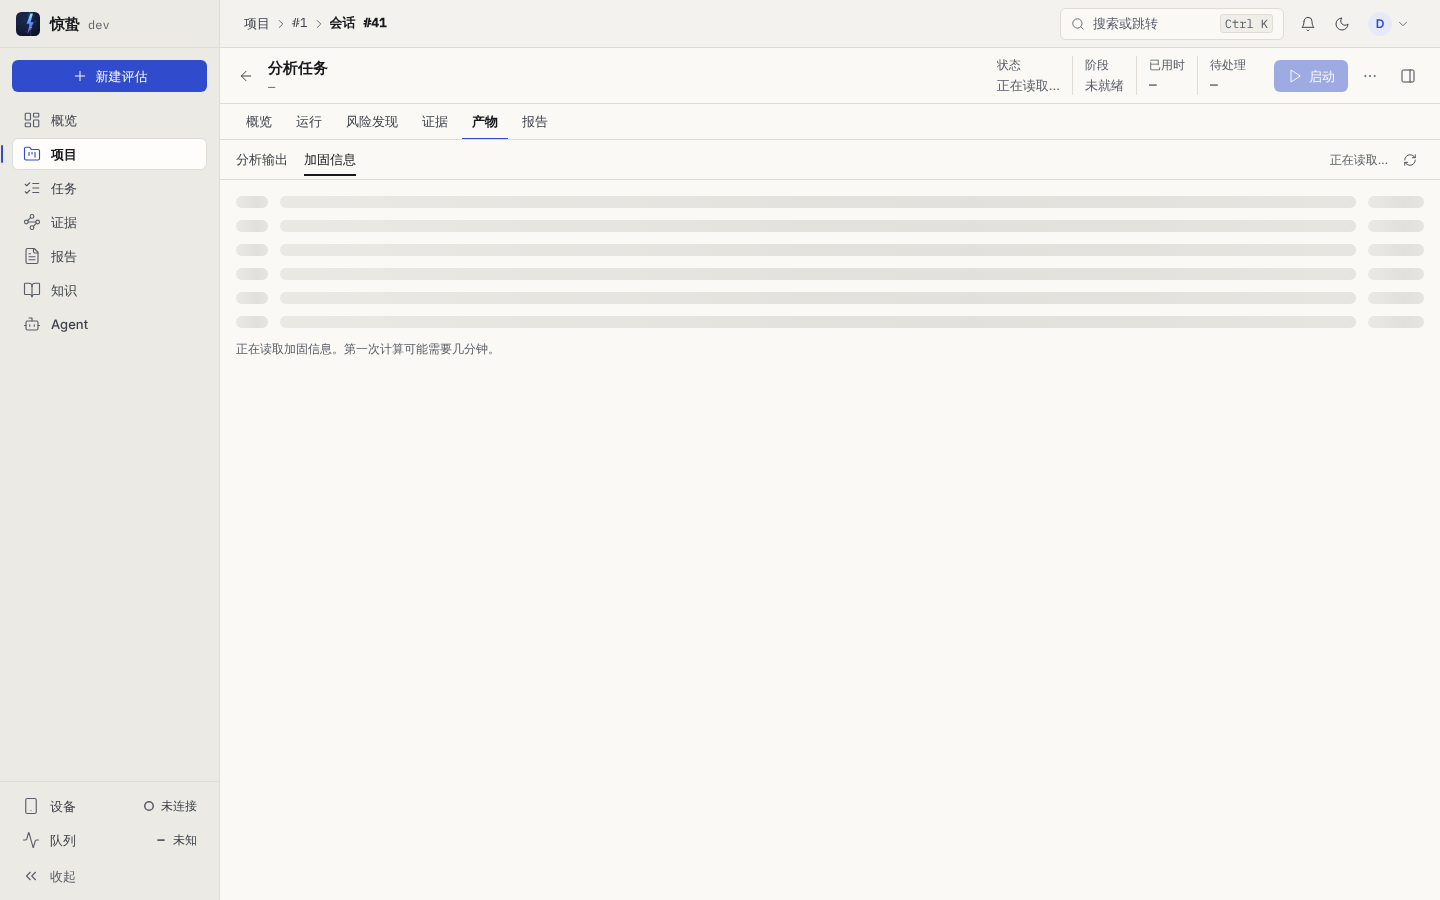 惊蛰 dev
项目 #1 会话 #41
搜索或跳转 Ctrl K
D
新建评估
概览
项目
任务
证据
报告
知识
Agent
设备 未连接
队列 – 未知
收起
分析任务
–
状态 阶段 已用时 待处理
正在读取... 未就绪 – –
启动
概览 运行 风险发现 证据 产物 报告
分析输出 加固信息 正在读取...
正在读取加固信息。第一次计算可能需要几分钟。